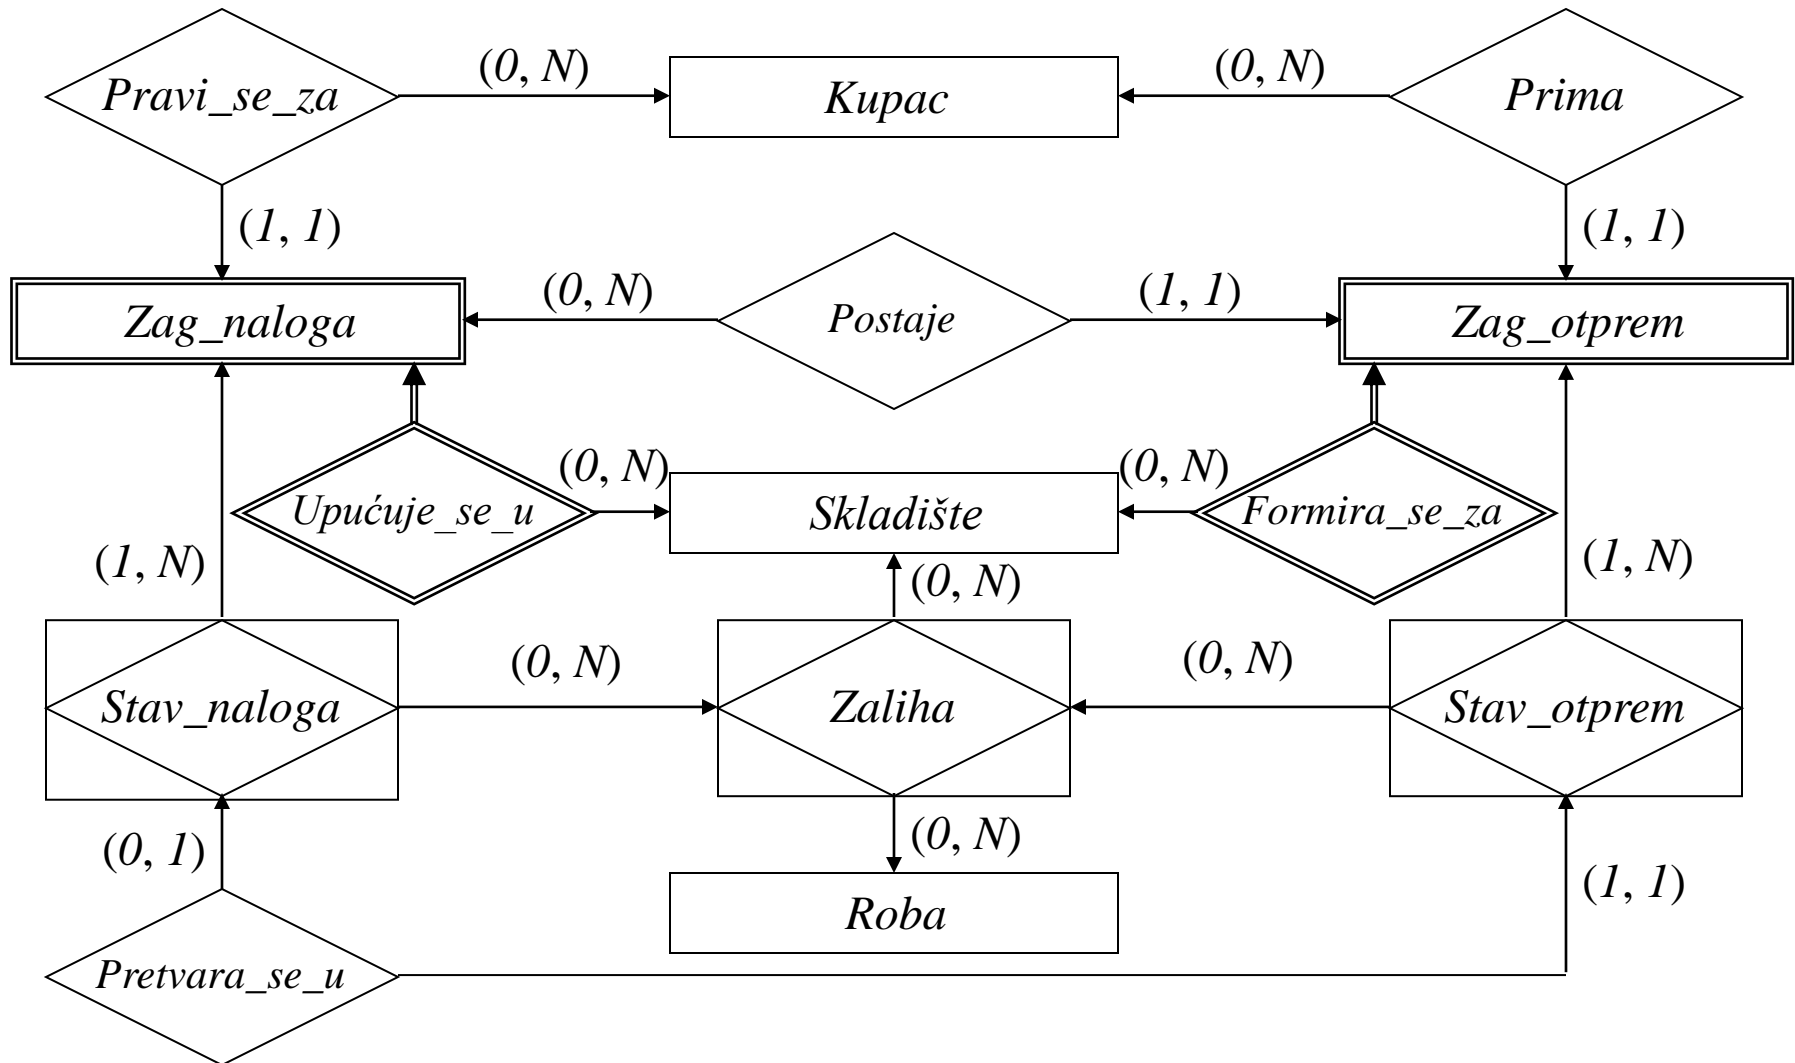 (0, N)
(0, N)
Pravi_se_za
Kupac
Prima
(1, 1)
(1, 1)
(0, N)
(1, 1)
Zag_naloga
Postaje
Zag_otprem
(0, N)
(0, N)
Upućuje_se_u
Skladište
Formira_se_za
(1, N)
(0, N)
(1, N)
(0, N)
(0, N)
Stav_naloga
Zaliha
Stav_otprem
(0, 1)
(0, N)
(1, 1)
Roba
Pretvara_se_u